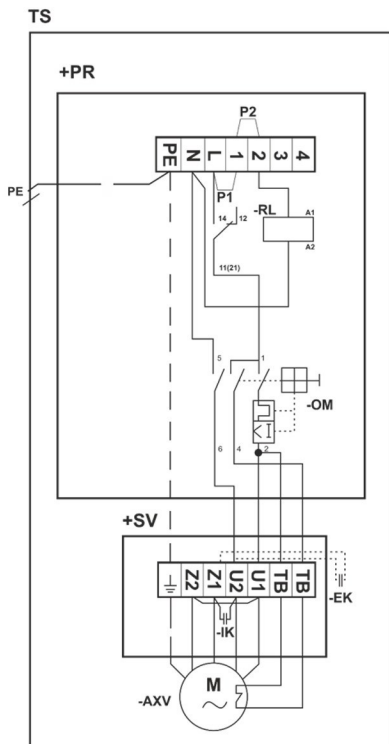 TS
+PR
P2
PE N L 1 2 3 4
PE
P1
-RL
A1
A2
14 12
11(21)
5 1
-OM
6 4 2
I
+SV
Z2 Z1 U2 U1 TB TB
-IK
-EK
M
-AXV